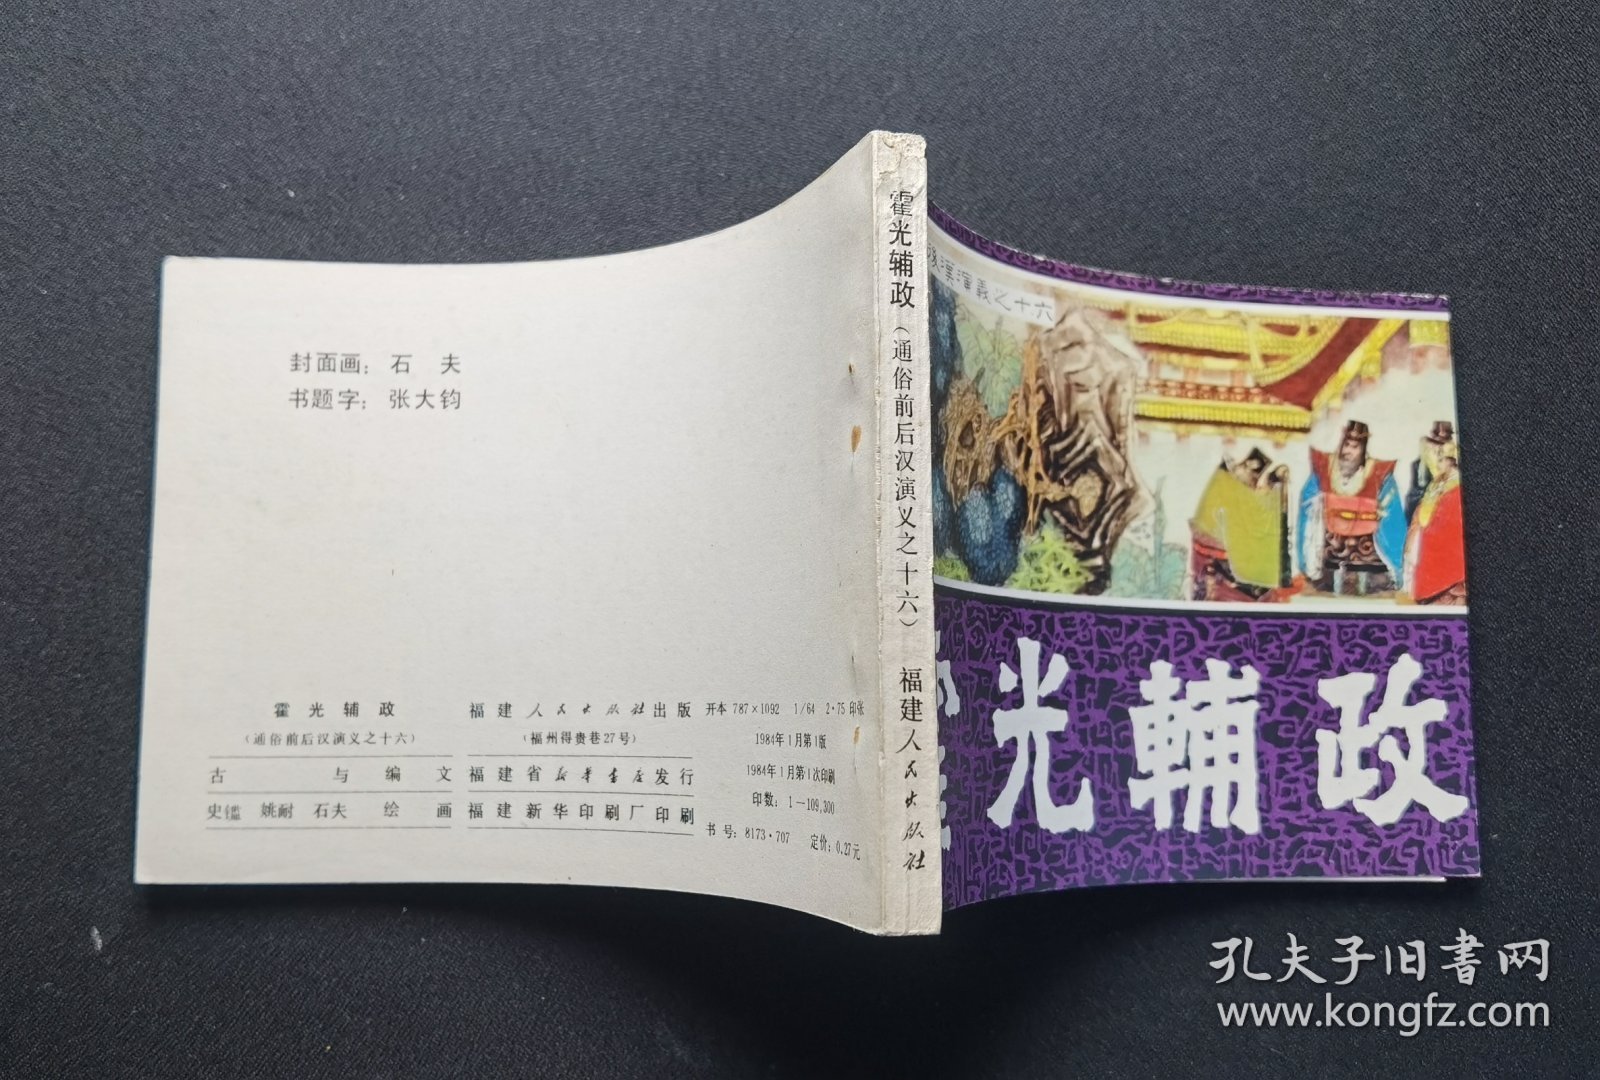 封面画：石 夫
书题字：张大钧
霍光辅政
（通俗前后汉演义之十六）
古 与 编 文
史鑑 姚耐 石夫 绘 画
福建人民出版社出版
（福州得贵巷27号）
福建省新华书店发行
福建新华印刷厂印刷
开本 787×1092 1/64 2·75 印张
1984年1月第1版
1984年1月第1次印刷
印数：1—109,300
书号：8173·707 定价：0.27元
霍光辅政（通俗前后汉演义之十六） 福建人民出版社
漢演義之十六
光輔政
孔夫子旧書网
www.kongfz.com